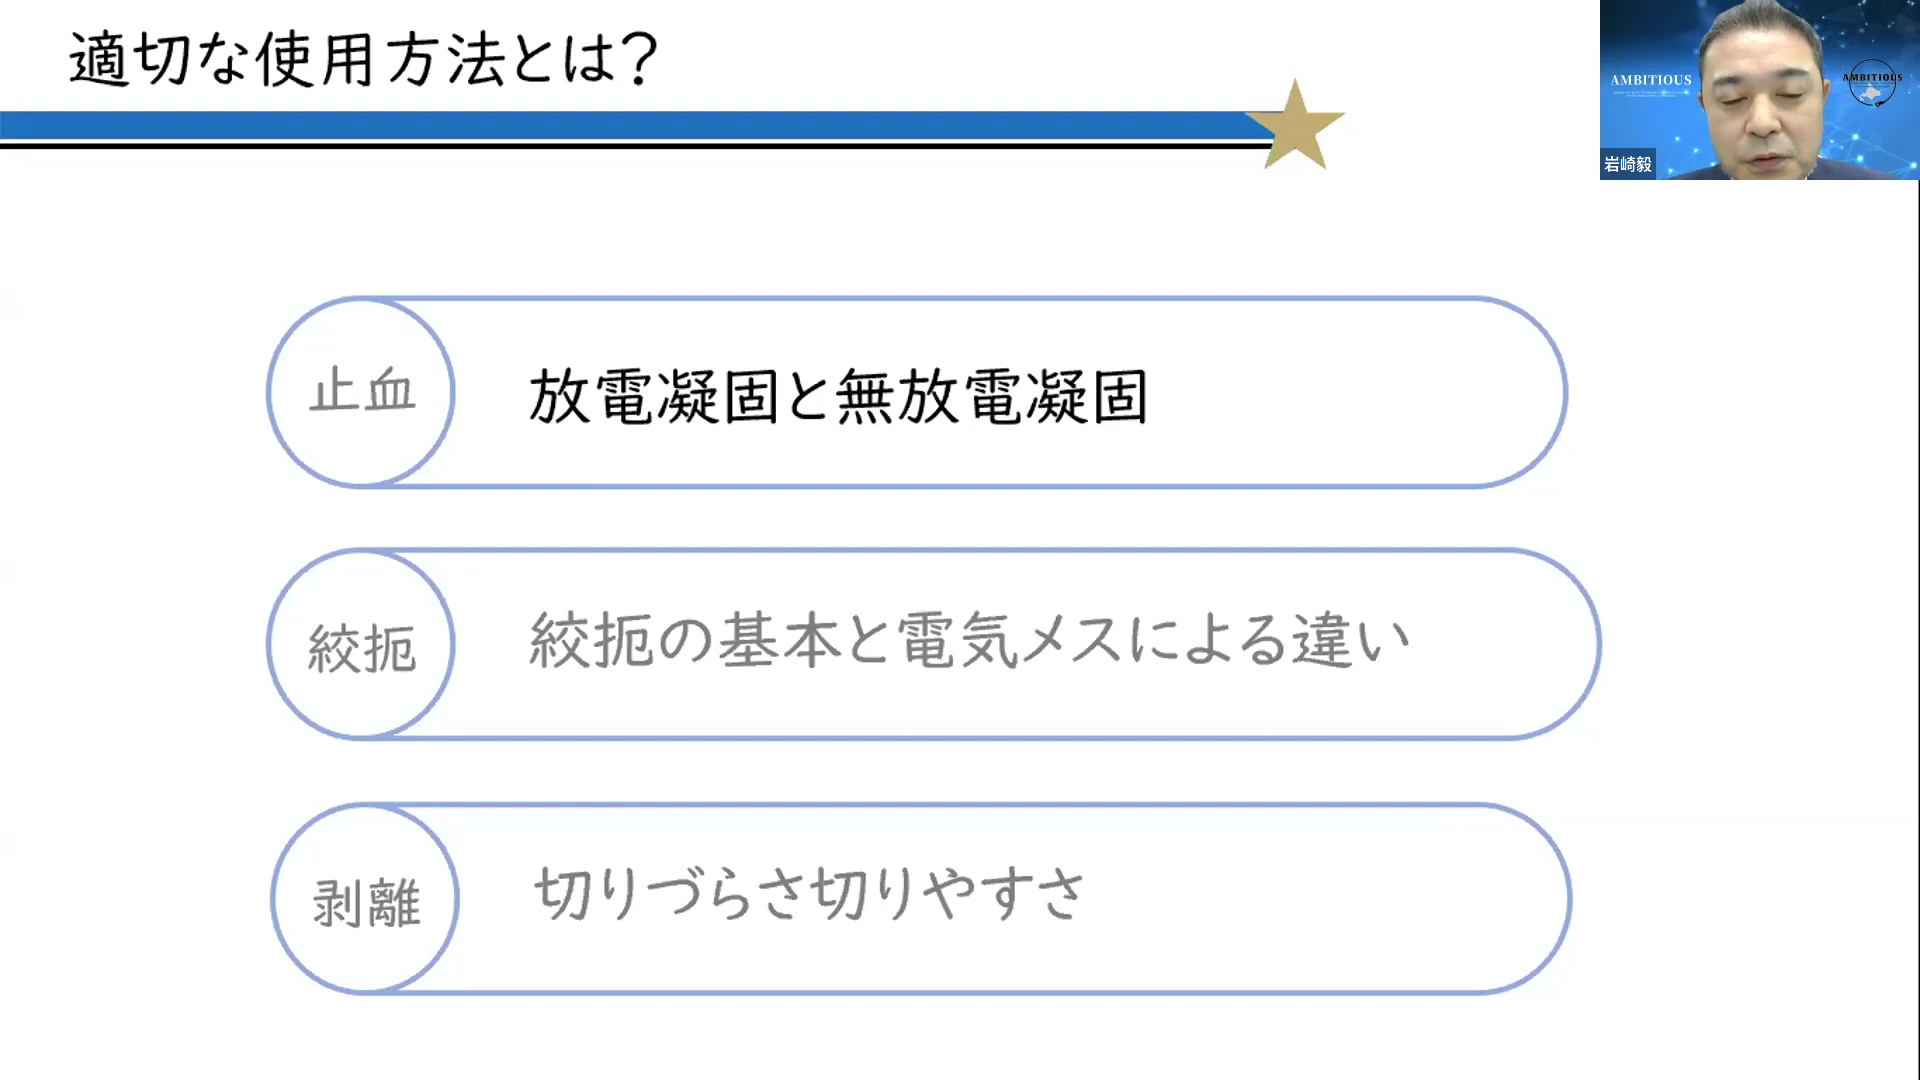 適切な使用方法とは?
AMBITIOUS
AMBITIOUS
岩崎毅
止血
放電凝固と無放電凝固
絞扼
絞扼の基本と電気メスによる違い
剥離
切りづらさ切りやすさ